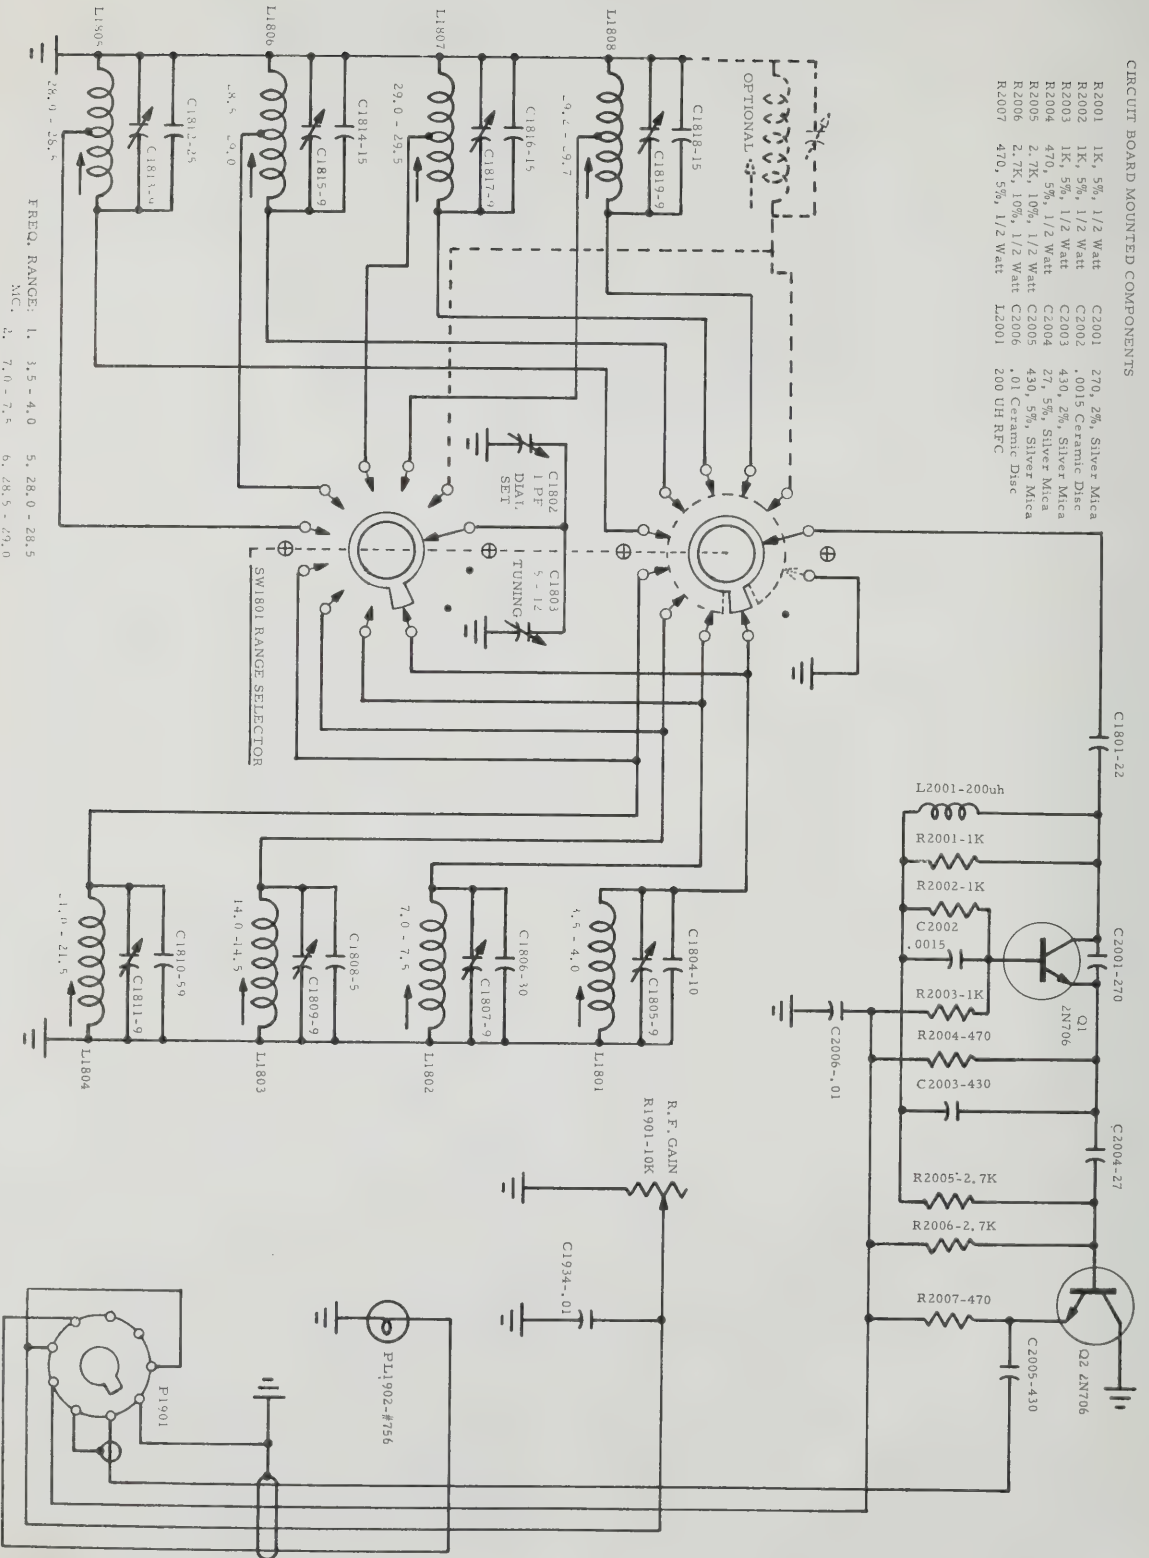 CIRCUIT BOARD MOUNTED COMPONENTS
R2001 1K, 5%, 1/2 Watt C2001 270, 2%, Silver Mica
R2002 1K, 5%, 1/2 Watt C2002 .0015 Ceramic Disc
R2003 1K, 5%, 1/2 Watt C2003 430, 2%, Silver Mica
R2004 470, 5%, 1/2 Watt C2004 27, 5%, Silver Mica
R2005 2.7K, 10%, 1/2 Watt C2005 430, 5%, Silver Mica
R2006 2.7K, 10%, 1/2 Watt C2006 .01 Ceramic Disc
R2007 470, 5%, 1/2 Watt L2001 200 UH RFC
OPTIONAL
L1808
C1818-15
C1819-9
L1807
C1816-15
C1817-9
29.0 - 29.5
L1806
C1814-15
C1815-9
C1802
1 PF
DIAL
SET
C1803
5 - 12
TUNING
SW1801 RANGE SELECTOR
FREQ. RANGE: 1. 3.5 - 4.0 5. 28.0 - 28.5
MC. 2. 7.0 - 7.5 6. 28.5 - 29.0
C1801-22
L2001-200uh
R2001-1K
R2002-1K
C2002
.0015
C2001-270
Q1
2N706
R2003-1K
R2004-470
C2003-430
C2006-.01
C2004-27
R2005-2.7K
R2006-2.7K
R2007-470
Q2 2N706
C2005-430
C1804-10
C1805-9
3.5 - 4.0
L1801
C1806-30
C1807-9
7.0 - 7.5
L1802
C1808-5
C1809-9
14.0 -14.5
L1803
C1810-59
C1811-9
L1804
R.F. GAIN
R1901-10K
C1934-.01
PL1902-#756
P1901